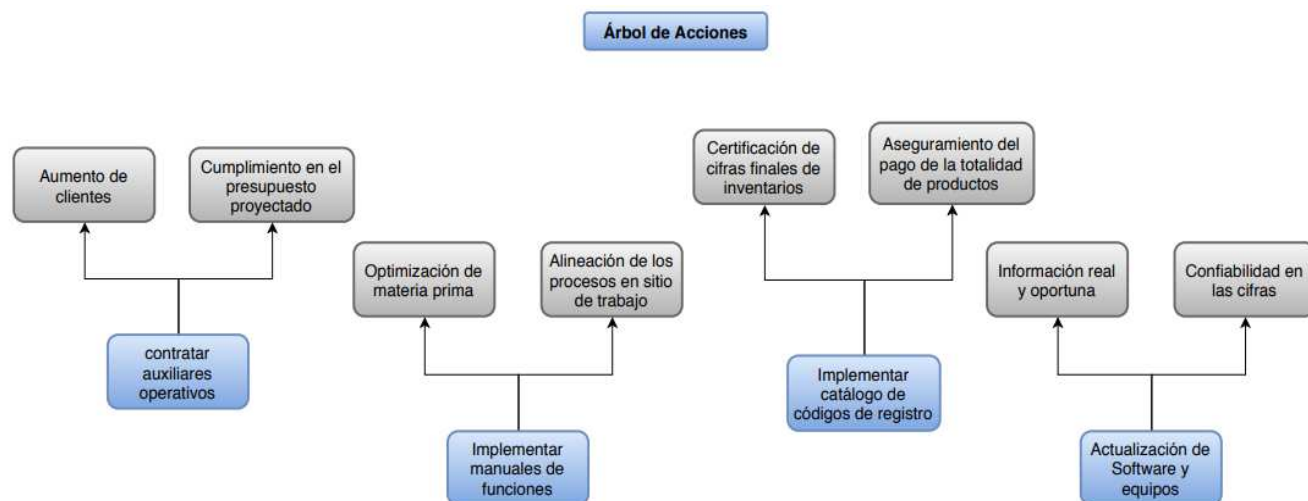 Árbol de Acciones
Aumento de
clientes
Cumplimiento en el
presupuesto
proyectado
contratar
auxiliares
operativos
Optimización de
materia prima
Alineación de los
procesos en sitio
de trabajo
Implementar
manuales de
funciones
Certificación de
cifras finales de
inventarios
Aseguramiento del
pago de la totalidad
de productos
Implementar
catálogo de
códigos de registro
Información real
y oportuna
Confiabilidad en
las cifras
Actualización de
Software y
equipos